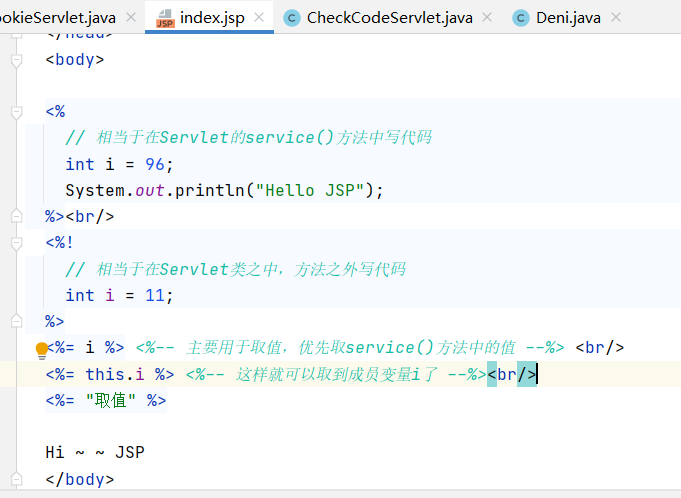 okieServlet.java × index.jsp × CheckCodeServlet.java × Deni.java ×
</head>
<body>
<%
// 相当于在Servlet的service()方法中写代码
int i = 96;
System.out.println("Hello JSP");
%><br/>
<%!
// 相当于在Servlet类之中，方法之外写代码
int i = 11;
%>
<%= i %> <%-- 主要用于取值，优先取service()方法中的值 --%> <br/>
<%= this.i %> <%-- 这样就可以取到成员变量i了 --%><br/>
<%= "取值" %>
Hi ~ ~ JSP
</body>